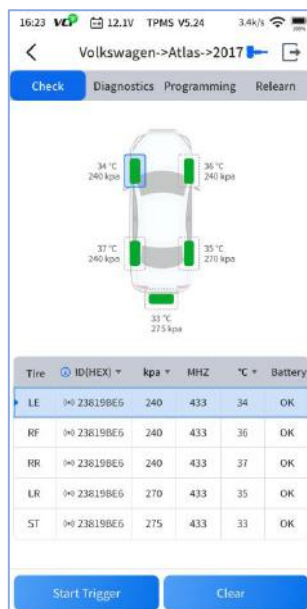 16:23 VCP 12.1V TPMS V5.24 3.4k/s
Volkswagen->Atlas->2017
Check Diagnostics Programming Relearn
34 °C 36 °C
240 kpa 240 kpa
37 °C 35 °C
240 kpa 270 kpa
33 °C
275 kpa
Tire ID(HEX) kpa MHZ °C Battery
LE 23819BE6 240 433 34 OK
RF 23819BE6 240 433 36 OK
RR 23819BE6 240 433 37 OK
LR 23819BE6 270 433 35 OK
ST 23819BE6 275 433 33 OK
Start Trigger Clear